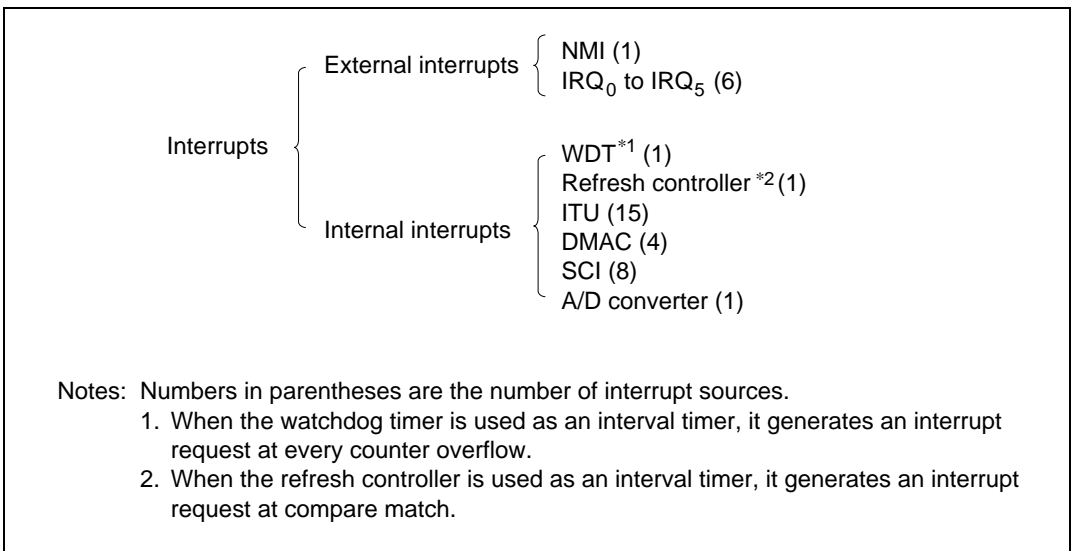 External interrupts
NMI (1)
IRQ0 to IRQ5 (6)
Interrupts
Internal interrupts
WDT*1 (1)
Refresh controller *2 (1)
ITU (15)
DMAC (4)
SCI (8)
A/D converter (1)
Notes: Numbers in parentheses are the number of interrupt sources.
1. When the watchdog timer is used as an interval timer, it generates an interrupt
request at every counter overflow.
2. When the refresh controller is used as an interval timer, it generates an interrupt
request at compare match.